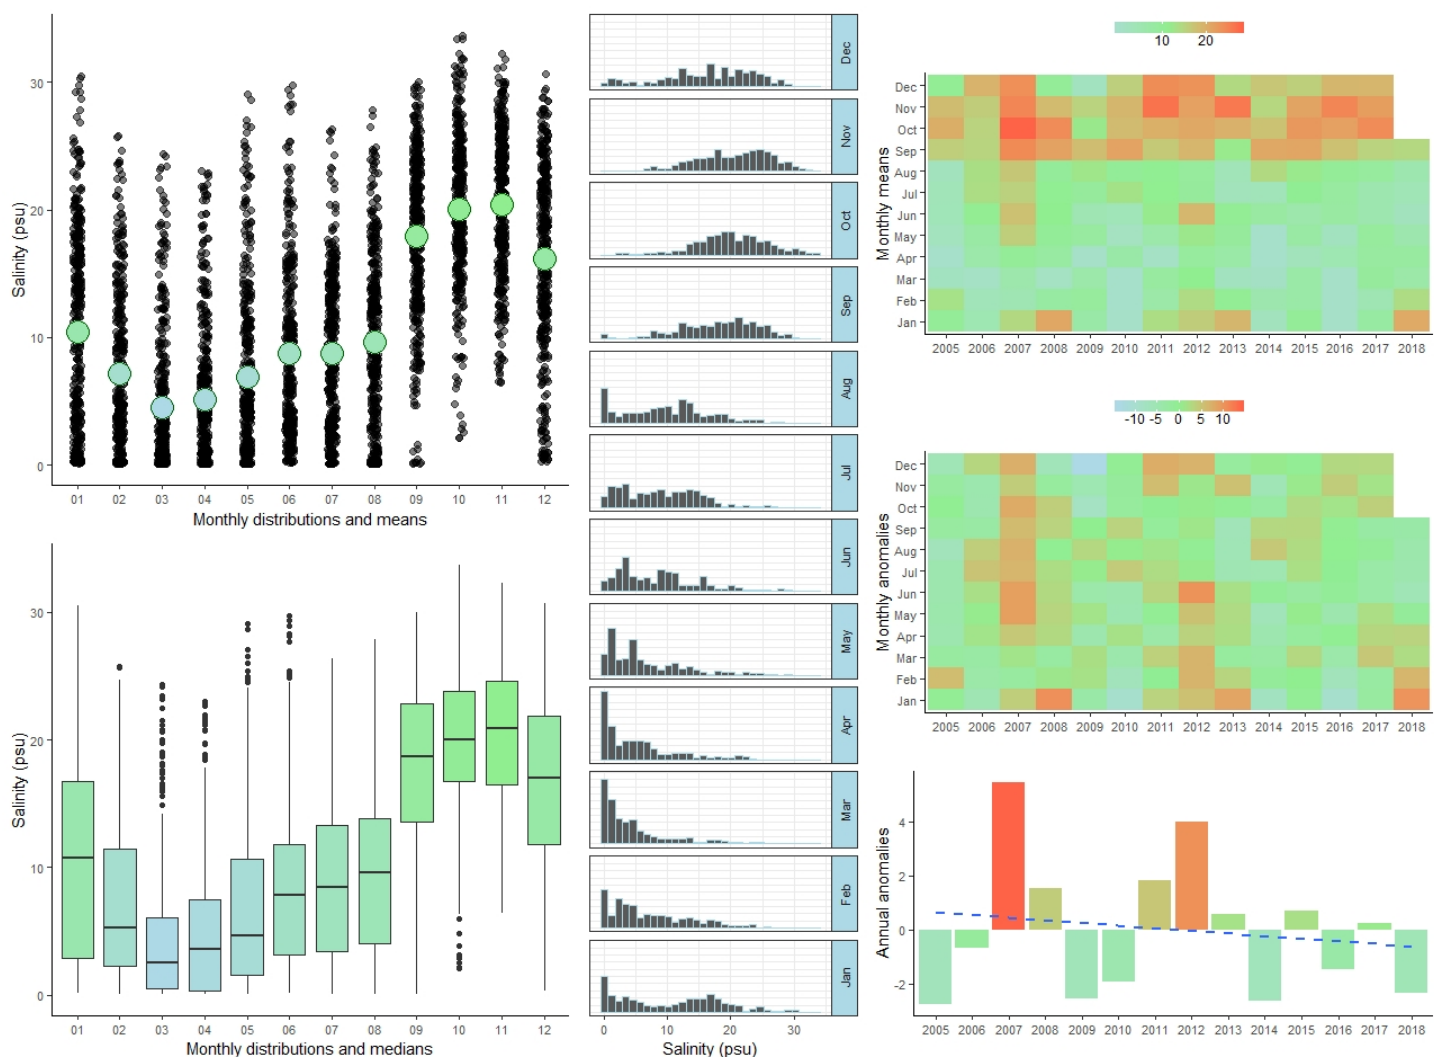 Salinity (psu)
30
20
10
0
01 02 03 04 05 06 07 08 09 10 11 12
Monthly distributions and means
Salinity (psu)
30
20
10
0
01 02 03 04 05 06 07 08 09 10 11 12
Monthly distributions and medians
Dec
Nov
Oct
Sep
Aug
Jul
Jun
May
Apr
Mar
Feb
Jan
0 10 20 30
Salinity (psu)
10 20
Monthly means
Dec
Nov
Oct
Sep
Aug
Jul
Jun
May
Apr
Mar
Feb
Jan
2005 2006 2007 2008 2009 2010 2011 2012 2013 2014 2015 2016 2017 2018
-10 -5 0 5 10
Monthly anomalies
Dec
Nov
Oct
Sep
Aug
Jul
Jun
May
Apr
Mar
Feb
Jan
2005 2006 2007 2008 2009 2010 2011 2012 2013 2014 2015 2016 2017 2018
Annual anomalies
4
2
0
-2
2005 2006 2007 2008 2009 2010 2011 2012 2013 2014 2015 2016 2017 2018